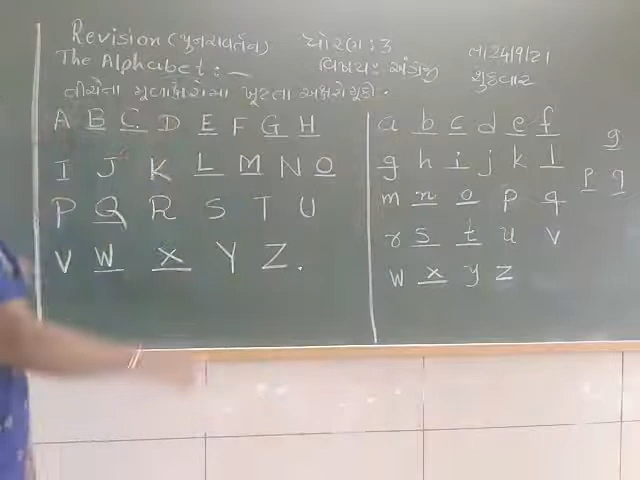 Revision (પુનરાવર્તન) ધોરણ : 3 તા/24/9/21
The Alphabet : વિષય : અંગ્રેજી શુક્રવાર
નીચેના મૂળાક્ષરોમાં ખૂટતા અક્ષરો મૂકો.
A B C D E F G H
I J K L M N O
P Q R S T U
V W X Y Z.
a b c d e f
g h i j k l
m n o p q
r s t u v
w x y z
g
p q